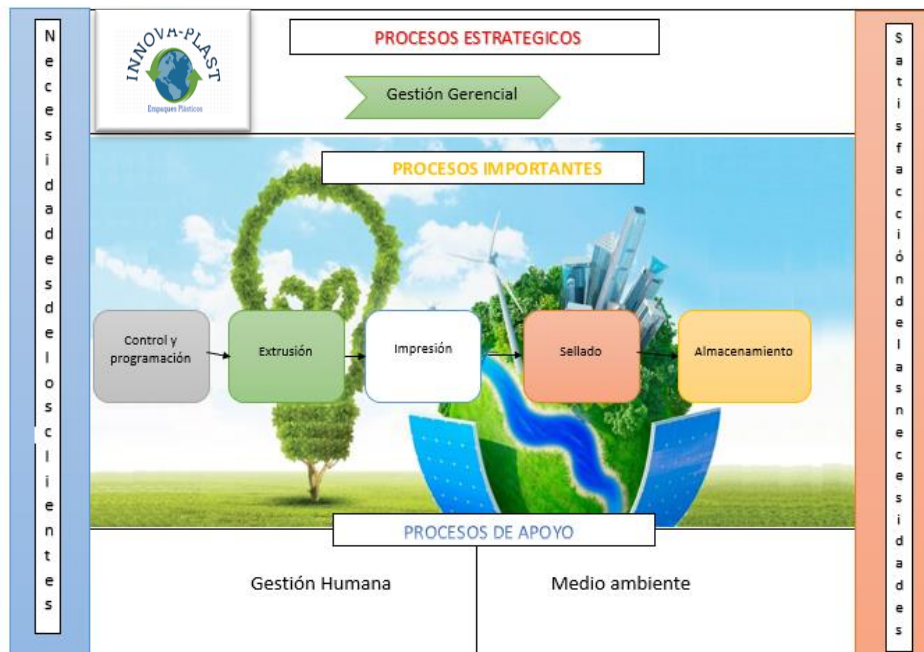 Necesidades de los clientes
INNOVA-PLAST
Empaques Plásticos
PROCESOS ESTRATEGICOS
Gestión Gerencial
PROCESOS IMPORTANTES
Control y
programación
Extrusión
Impresión
Sellado
Almacenamiento
PROCESOS DE APOYO
Gestión Humana
Medio ambiente
Satisfacción de las necesidades